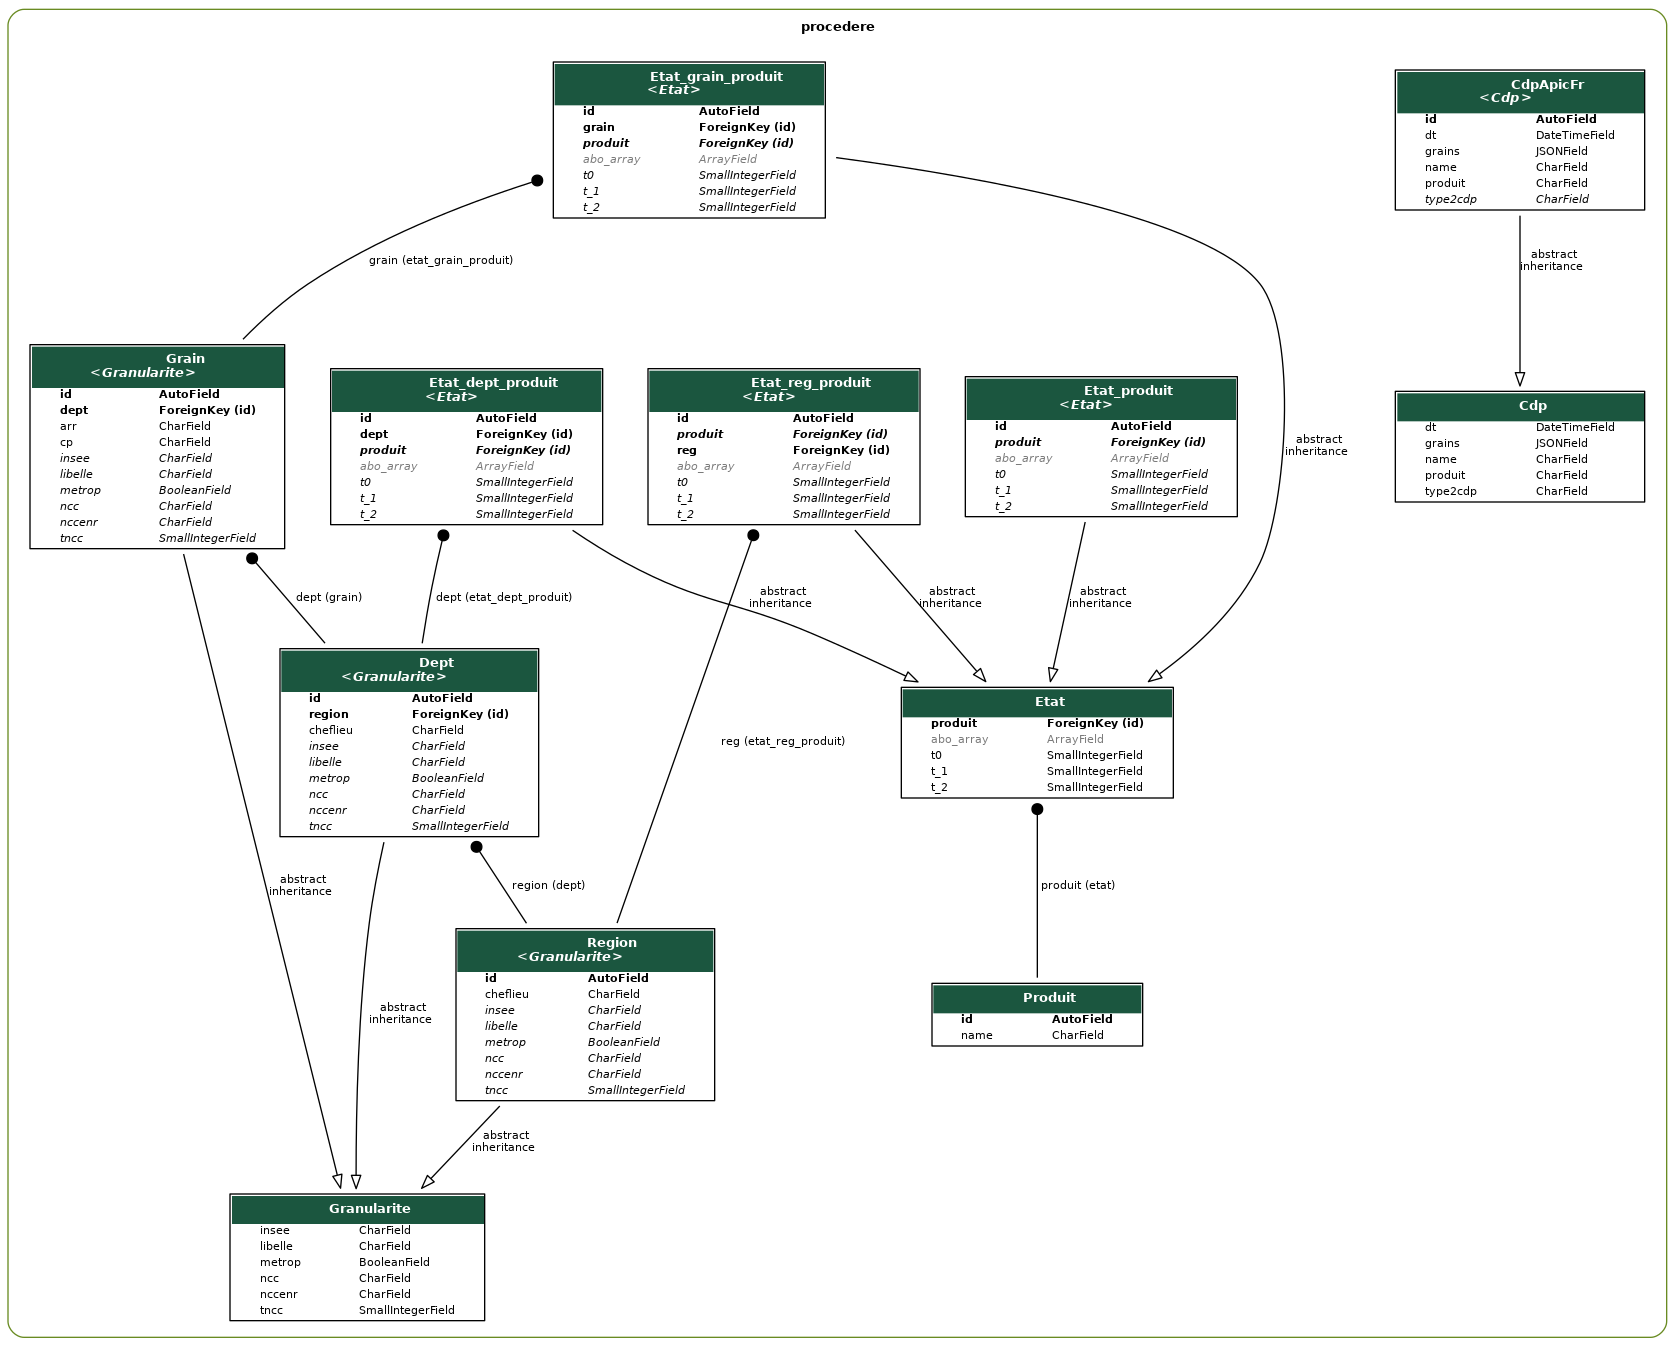 procedere
Etat_grain_produit
<Etat>
id AutoField
grain ForeignKey (id)
produit ForeignKey (id)
abo_array ArrayField
t0 SmallIntegerField
t_1 SmallIntegerField
t_2 SmallIntegerField
CdpApicFr
<Cdp>
id AutoField
dt DateTimeField
grains JSONField
name CharField
produit CharField
type2cdp CharField
grain (etat_grain_produit)
abstract
inheritance
Grain
<Granularite>
id AutoField
dept ForeignKey (id)
arr CharField
cp CharField
insee CharField
libelle CharField
metrop BooleanField
ncc CharField
nccenr CharField
tncc SmallIntegerField
Etat_dept_produit
<Etat>
id AutoField
dept ForeignKey (id)
produit ForeignKey (id)
abo_array ArrayField
t0 SmallIntegerField
t_1 SmallIntegerField
t_2 SmallIntegerField
Etat_reg_produit
<Etat>
id AutoField
produit ForeignKey (id)
reg ForeignKey (id)
abo_array ArrayField
t0 SmallIntegerField
t_1 SmallIntegerField
t_2 SmallIntegerField
Etat_produit
<Etat>
id AutoField
produit ForeignKey (id)
abo_array ArrayField
t0 SmallIntegerField
t_1 SmallIntegerField
t_2 SmallIntegerField
abstract
inheritance
Cdp
dt DateTimeField
grains JSONField
name CharField
produit CharField
type2cdp CharField
dept (grain)
dept (etat_dept_produit)
abstract
inheritance
abstract
inheritance
abstract
inheritance
Dept
<Granularite>
id AutoField
region ForeignKey (id)
cheflieu CharField
insee CharField
libelle CharField
metrop BooleanField
ncc CharField
nccenr CharField
tncc SmallIntegerField
reg (etat_reg_produit)
Etat
produit ForeignKey (id)
abo_array ArrayField
t0 SmallIntegerField
t_1 SmallIntegerField
t_2 SmallIntegerField
abstract
inheritance
region (dept)
produit (etat)
abstract
inheritance
Region
<Granularite>
id AutoField
cheflieu CharField
insee CharField
libelle CharField
metrop BooleanField
ncc CharField
nccenr CharField
tncc SmallIntegerField
Produit
id AutoField
name CharField
abstract
inheritance
Granularite
insee CharField
libelle CharField
metrop BooleanField
ncc CharField
nccenr CharField
tncc SmallIntegerField